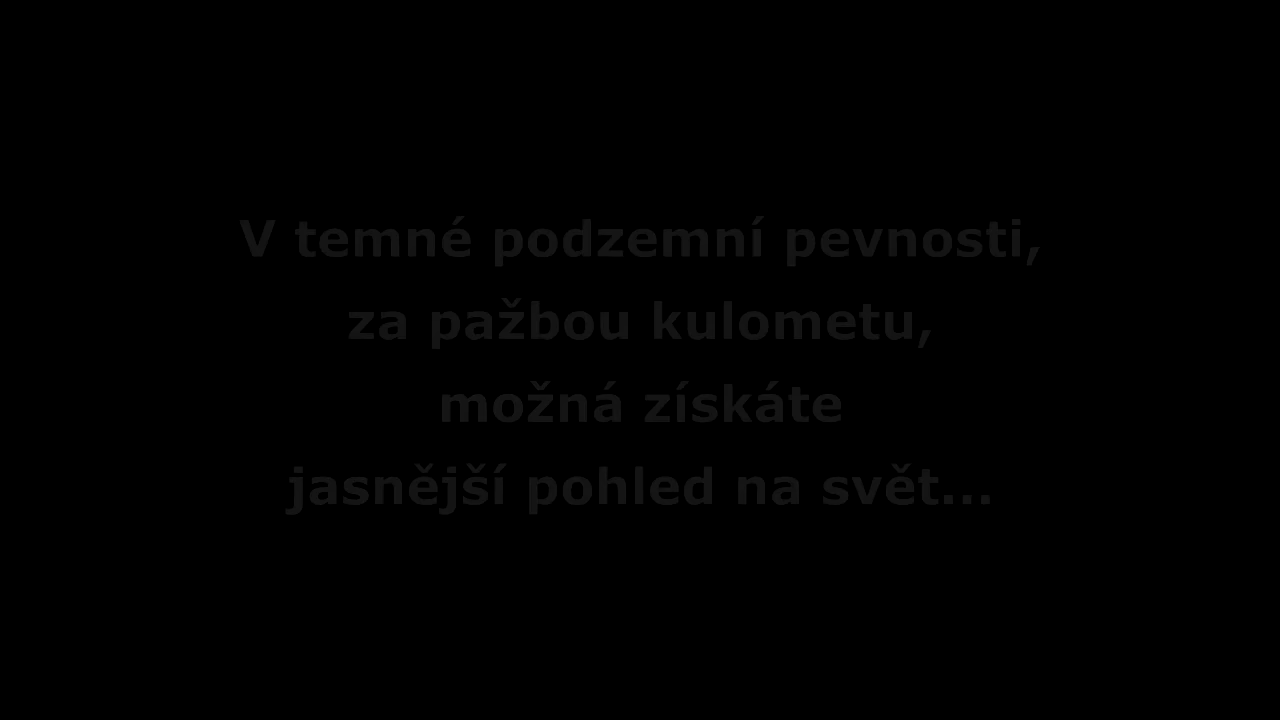 V temné podzemní pevnosti,
za pažbou kulometu,
možná získáte
jasnější pohled na svět...